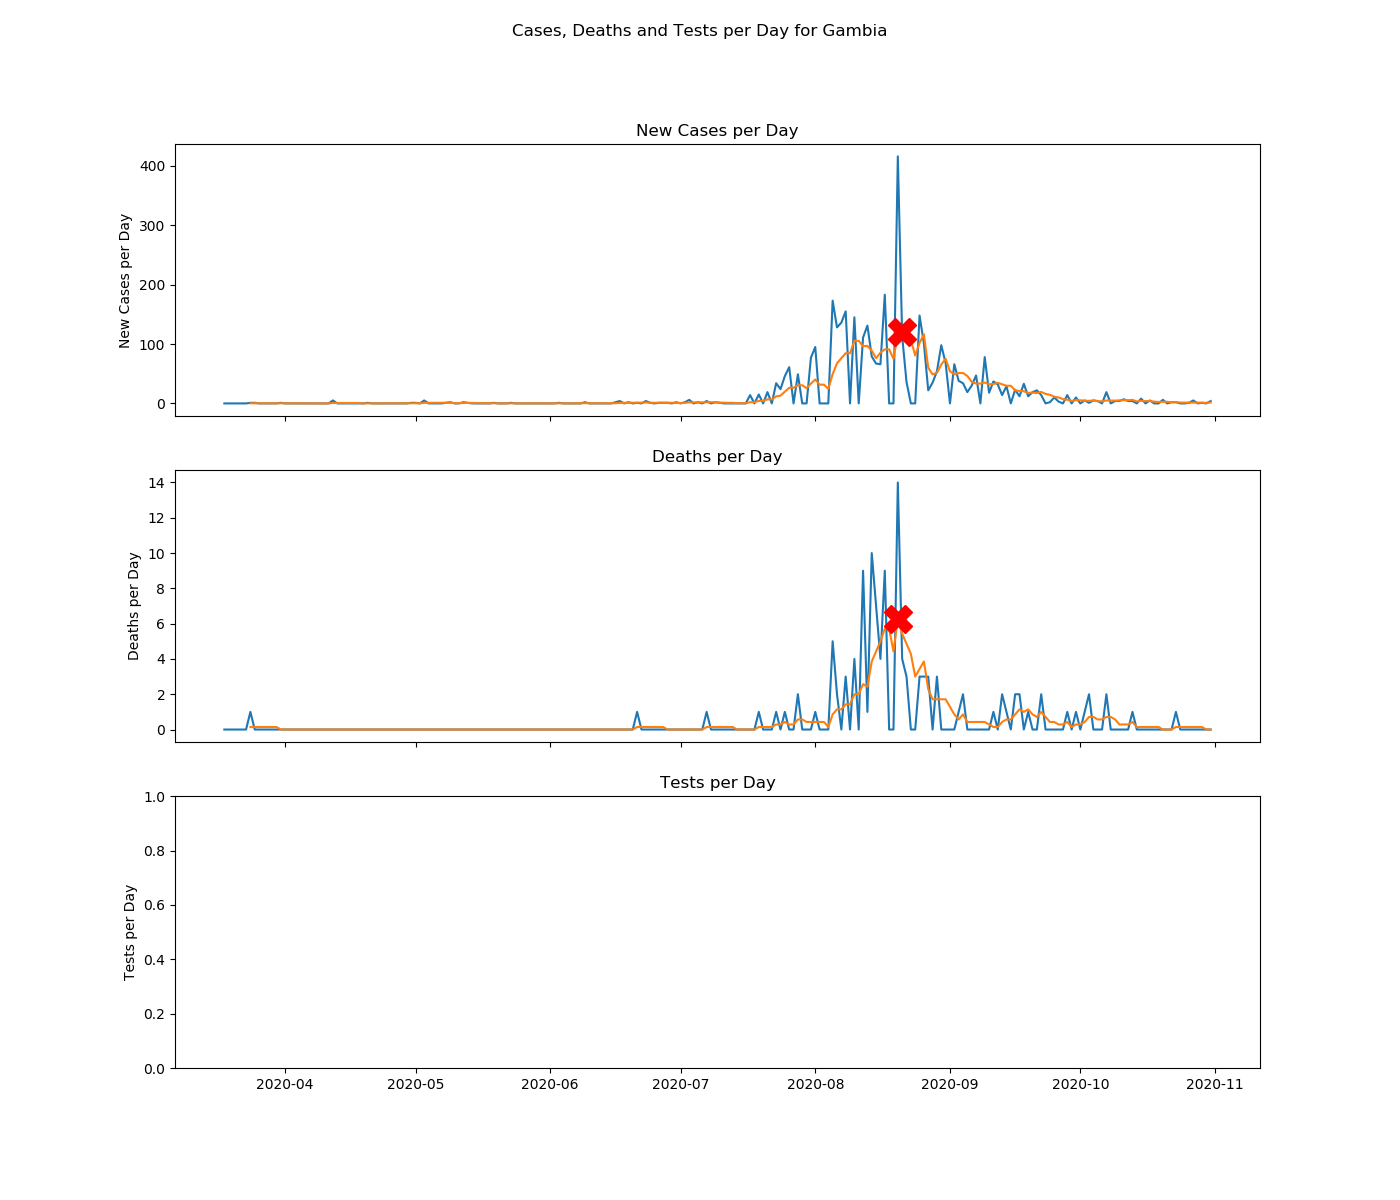 Cases, Deaths and Tests per Day for Gambia
New Cases per Day
New Cases per Day
400
300
200
100
0
Deaths per Day
Deaths per Day
14
12
10
8
6
4
2
0
Tests per Day
Tests per Day
1.0
0.8
0.6
0.4
0.2
0.0
2020-04 2020-05 2020-06 2020-07 2020-08 2020-09 2020-10 2020-11